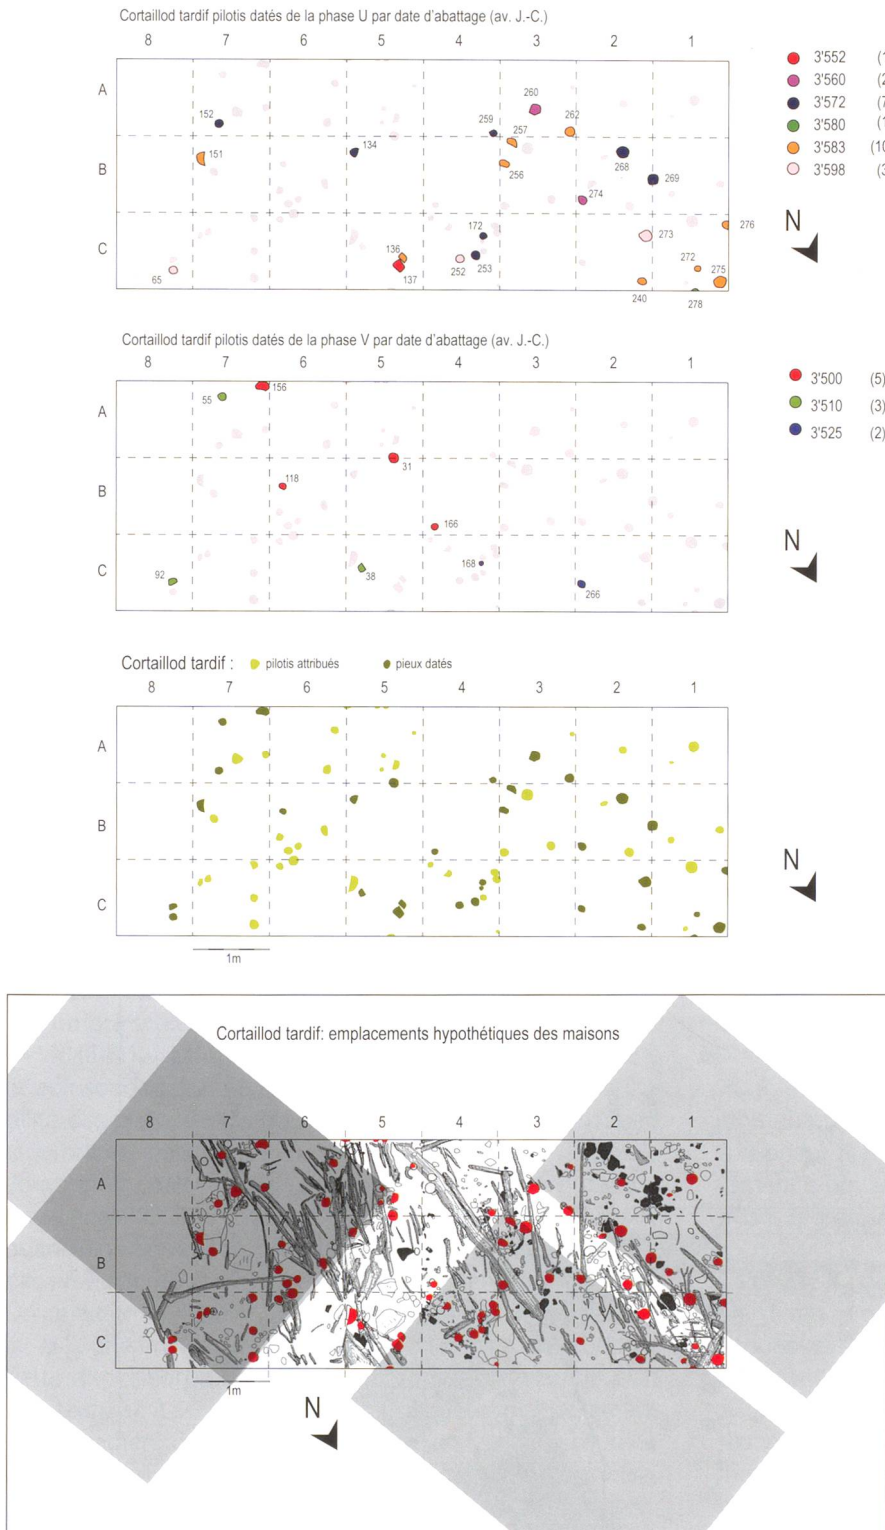 Cortaillod tardif pilotis datés de la phase U par date d'abattage (av. J.-C.)
8 7 6 5 4 3 2 1
A
B
C
152
151
134
259
260
262
257
256
268
269
274
172
136
137
252
253
65
273
276
272
275
240
278
3'552
3'560
3'572
3'580
3'583 (10
3'598
N
Cortaillod tardif pilotis datés de la phase V par date d'abattage (av. J.-C.)
8 7 6 5 4 3 2 1
A
B
C
55
156
31
118
166
168
92
38
266
3'500 (5)
3'510 (3)
3'525 (2)
N
Cortaillod tardif : pilotis attribués pieux datés
8 7 6 5 4 3 2 1
A
B
C
N
1m
Cortaillod tardif: emplacements hypothétiques des maisons
8 7 6 5 4 3 2 1
A
B
C
1m
N